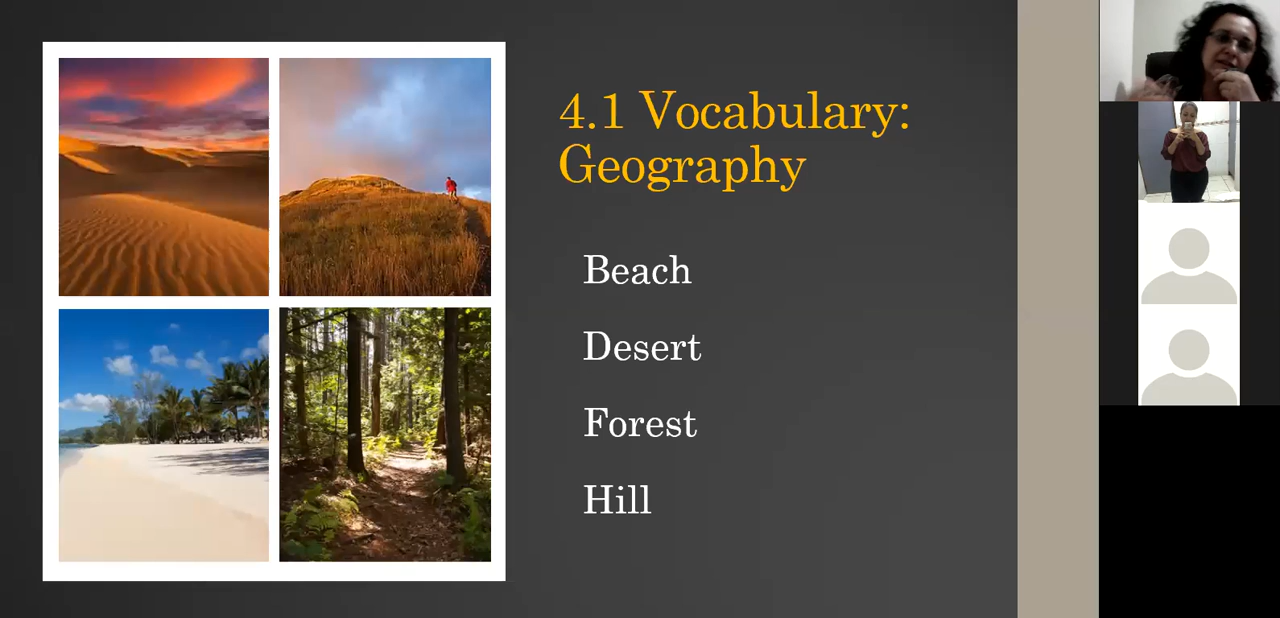 4.1 Vocabulary:
Geography
Beach
Desert
Forest
Hill